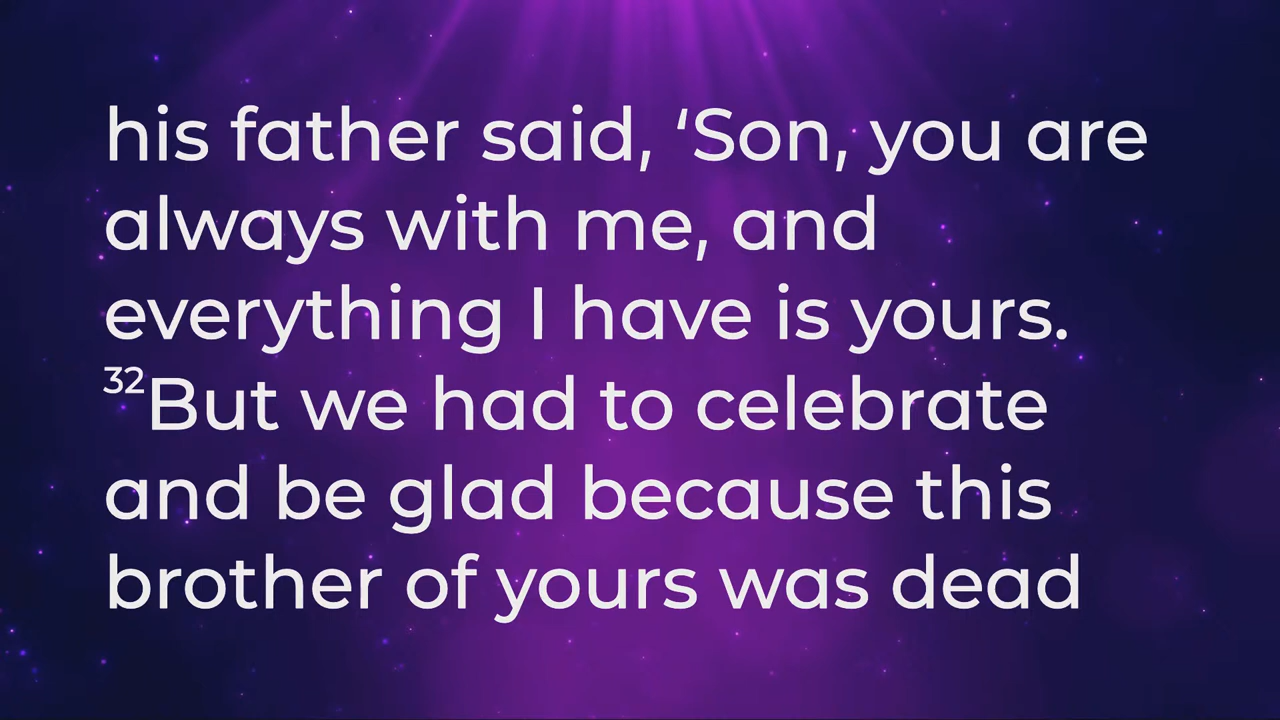 his father said, ‘Son, you are
always with me, and
everything I have is yours.
³²But we had to celebrate
and be glad because this
brother of yours was dead